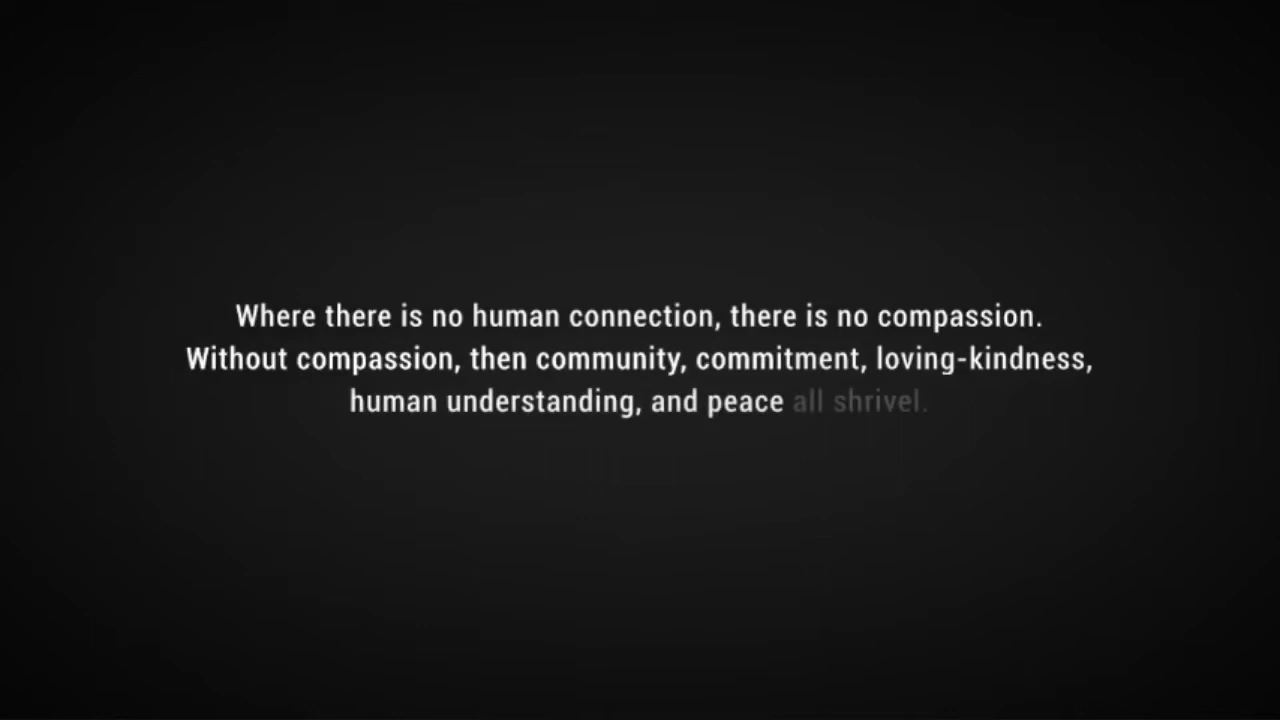 Where there is no human connection, there is no compassion.
Without compassion, then community, commitment, loving-kindness,
human understanding, and peace all shrivel.